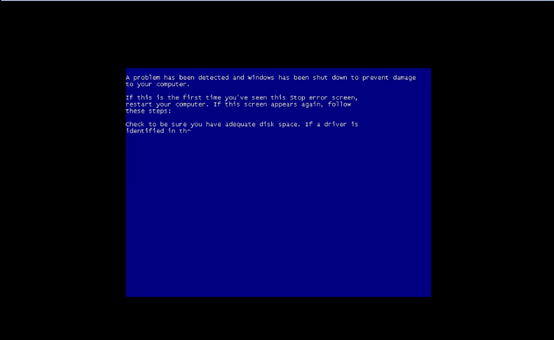 A problem has been detected and Windows has been shut down to prevent damage
to your computer.
If this is the first time you've seen this Stop error screen,
restart your computer. If this screen appears again, follow
these steps:
Check to be sure you have adequate disk space. If a driver is
identified in th